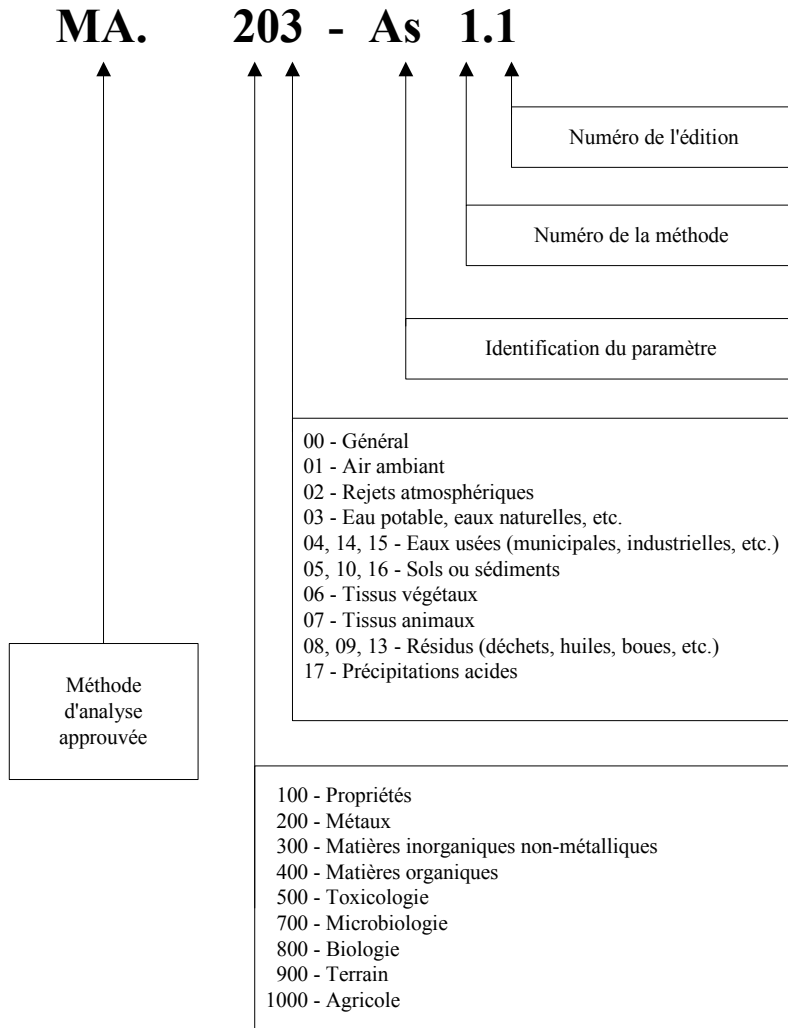 MA. 203 - As 1.1
Numéro de l'édition
Numéro de la méthode
Identification du paramètre
00 - Général
01 - Air ambiant
02 - Rejets atmosphériques
03 - Eau potable, eaux naturelles, etc.
04, 14, 15 - Eaux usées (municipales, industrielles, etc.)
05, 10, 16 - Sols ou sédiments
06 - Tissus végétaux
07 - Tissus animaux
08, 09, 13 - Résidus (déchets, huiles, boues, etc.)
17 - Précipitations acides
Méthode
d'analyse
approuvée
100 - Propriétés
200 - Métaux
300 - Matières inorganiques non-métalliques
400 - Matières organiques
500 - Toxicologie
700 - Microbiologie
800 - Biologie
900 - Terrain
1000 - Agricole